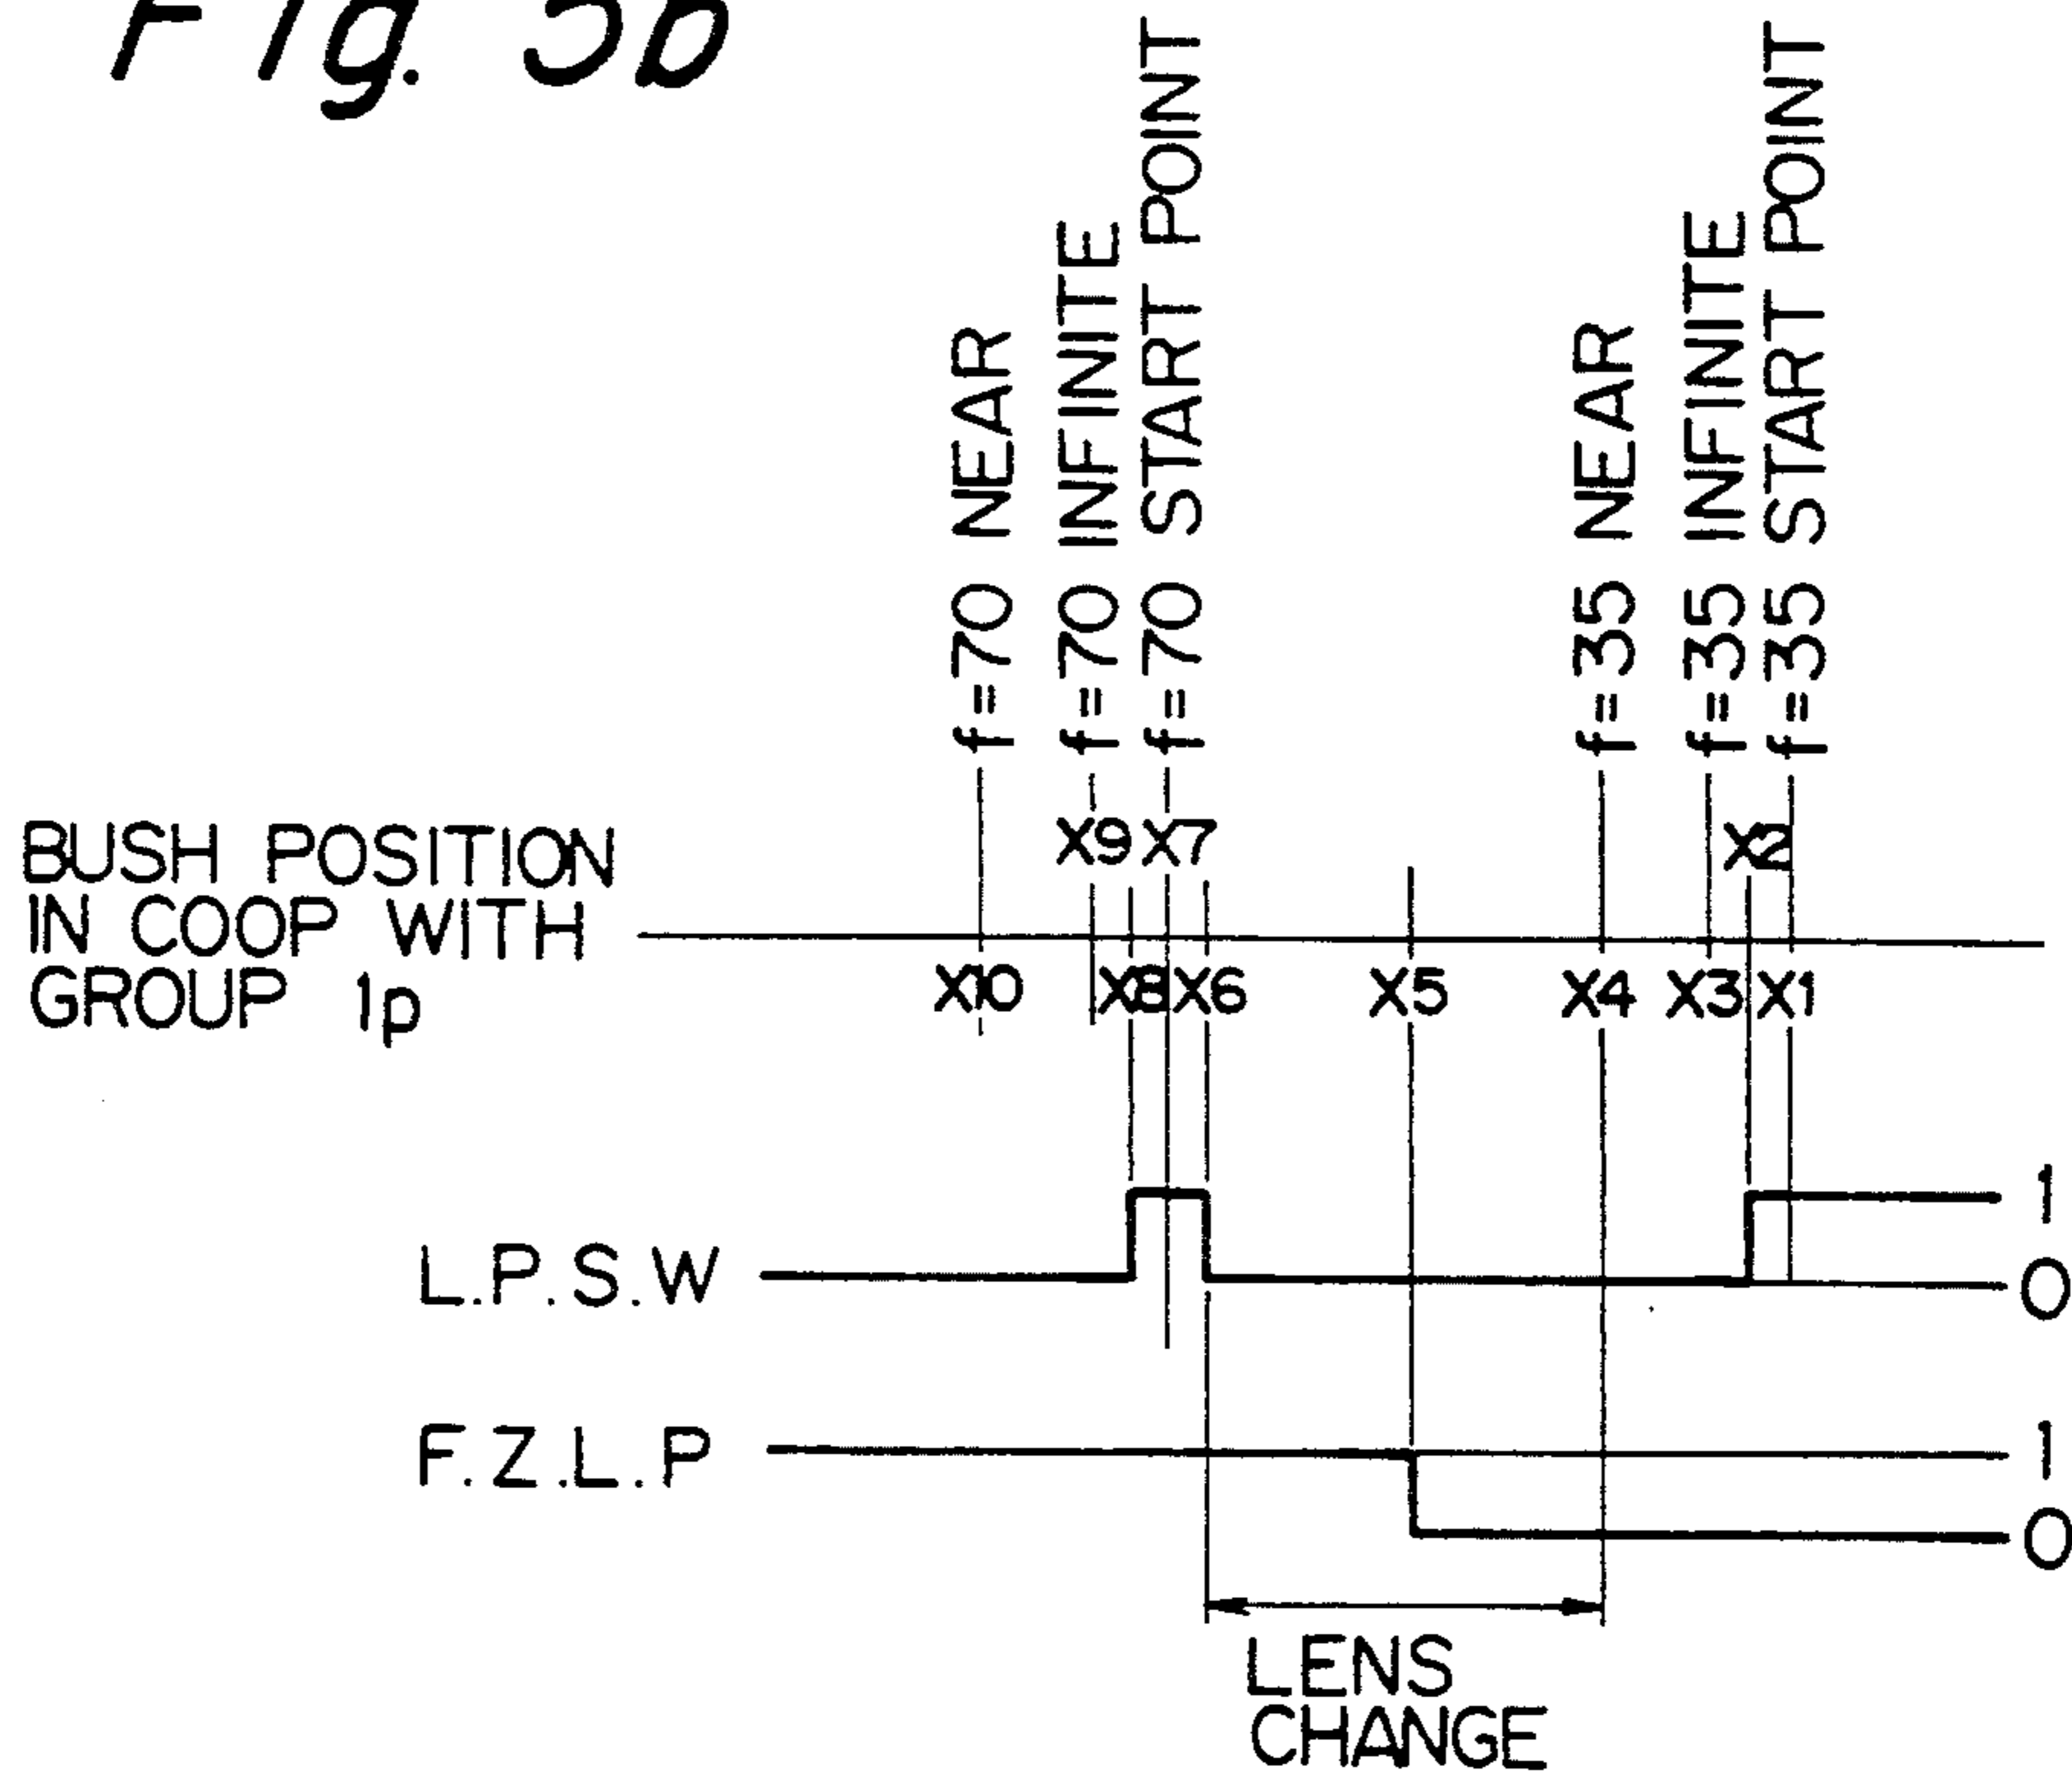 Fig. 5b
f=70 NEAR
f=70 INFINITE
f=70 START POINT
f=35 NEAR
f=35 INFINITE
f=35 START POINT
BUSH POSITION
IN COOP WITH
GROUP 1p
X9 X7 X2
X10 X8 X6 X5 X4 X3 X1
L.P.S.W 1
0
F.Z.L.P 1
0
LENS
CHANGE